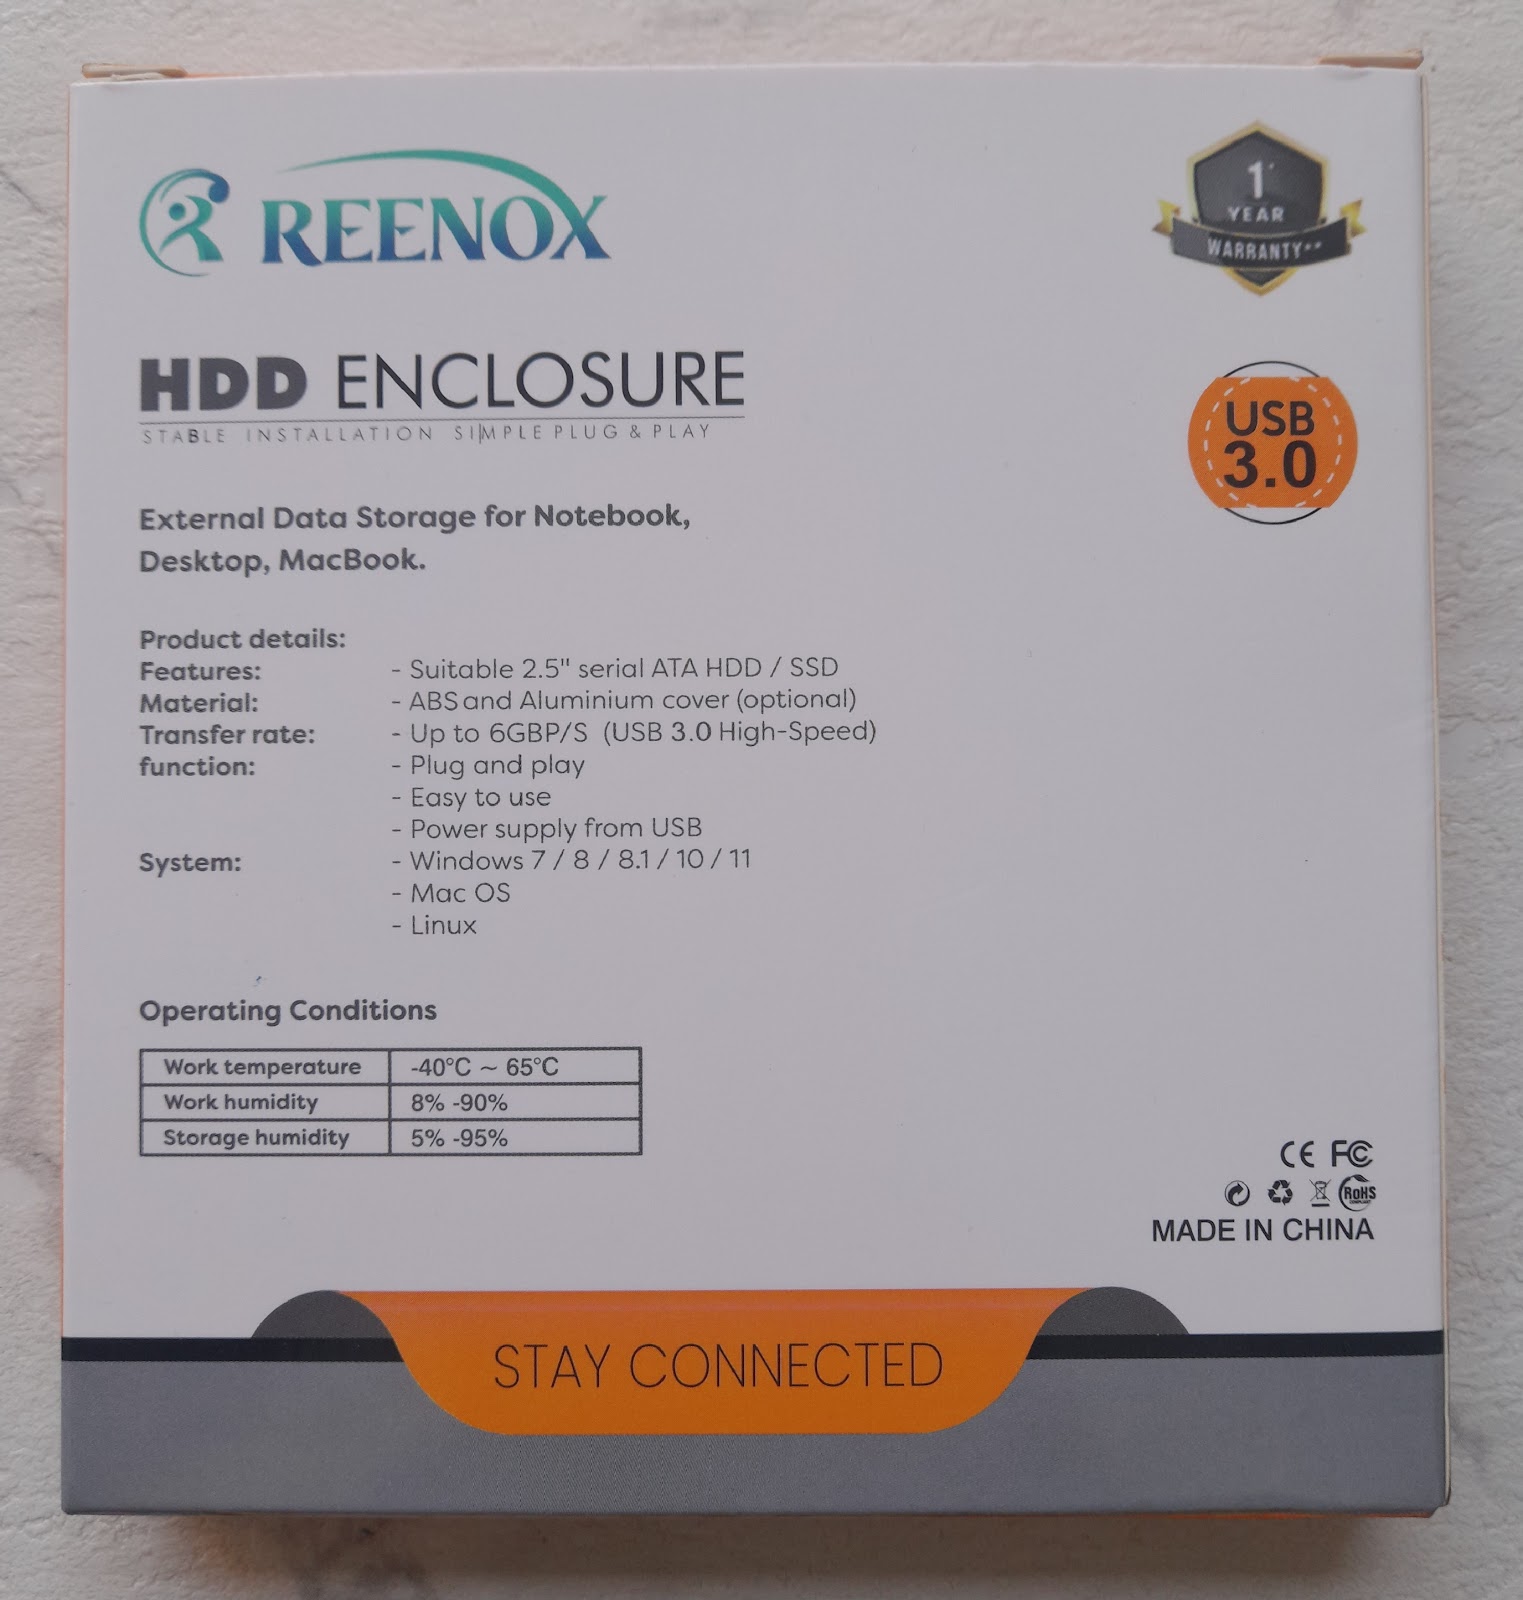 REENOX
1
YEAR
WARRANTY**
HDD ENCLOSURE
STABLE INSTALLATION SIMPLE PLUG & PLAY
USB
3.0
External Data Storage for Notebook,
Desktop, MacBook.
Product details:
Features: - Suitable 2.5" serial ATA HDD / SSD
Material: - ABS and Aluminium cover (optional)
Transfer rate: - Up to 6GBP/S (USB 3.0 High-Speed)
function: - Plug and play
- Easy to use
- Power supply from USB
System: - Windows 7 / 8 / 8.1 / 10 / 11
- Mac OS
- Linux
Operating Conditions
Work temperature -40°C ~ 65°C
Work humidity 8% -90%
Storage humidity 5% -95%
CE FC
RoHS
COMPLIANT
MADE IN CHINA
STAY CONNECTED